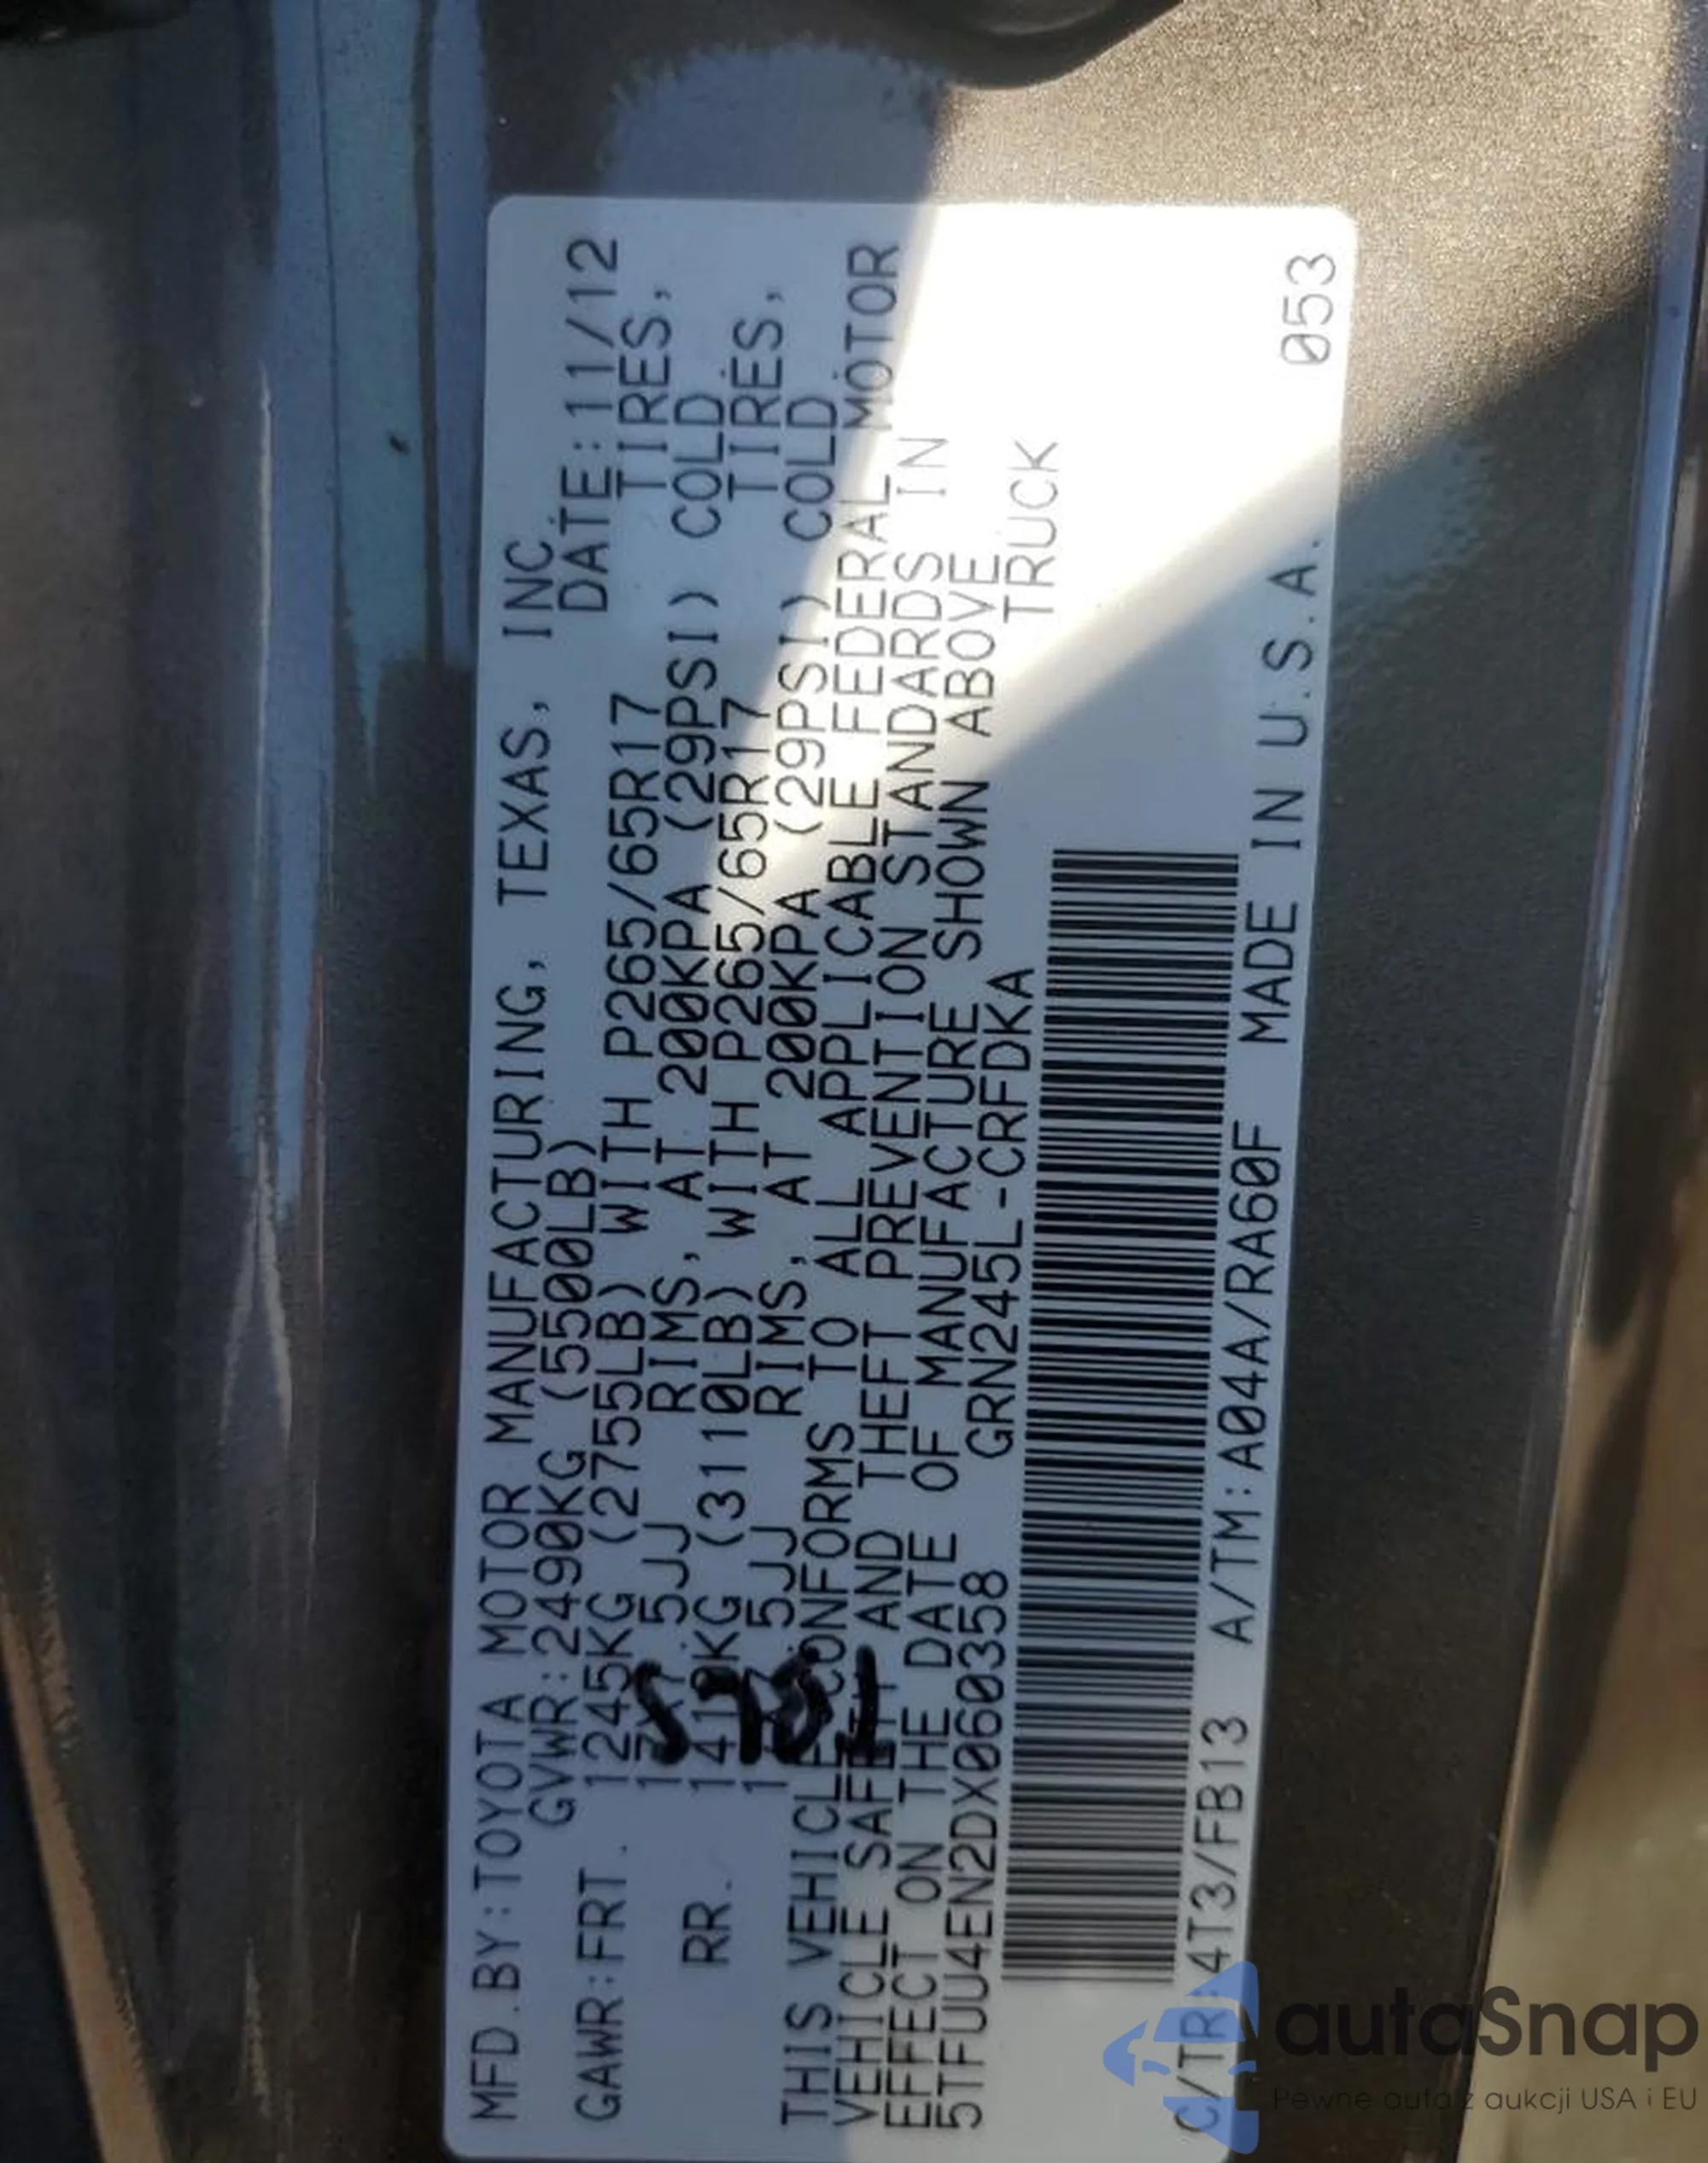 MFD.BY:TOYOTA MOTOR MANUFACTURING, TEXAS, INC.
GVWR:2490KG (5500LB) DATE:11/12
GAWR:FRT. 1245KG (2755LB) WITH P265/65R17 TIRES,
5JJ RIMS, AT 200KPA (29PSI) COLD
RR. 1410KG (3110LB) WITH P265/65R17 TIRES,
5JJ RIMS, AT 200KPA (29PSI) COLD
THIS VEHICLE CONFORMS TO ALL APPLICABLE FEDERAL MOTOR
VEHICLE SAFETY AND THEFT PREVENTION STANDARDS IN
EFFECT ON THE DATE OF MANUFACTURE SHOWN ABOVE
5TFUU4EN2DX060358 GRN245L-CRFDKA TRUCK
C/TR:4T3/FB13 A/TM:A04A/RA60F MADE IN U.S.A. 053
autaSnap
Pewne auta z aukcji USA i EU